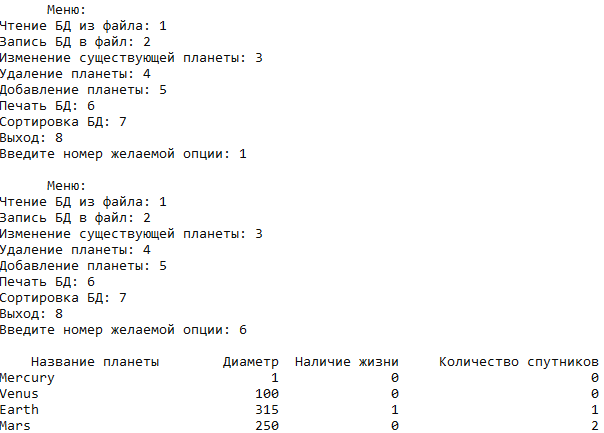 Меню:
Чтение БД из файла: 1
Запись БД в файл: 2
Изменение существующей планеты: 3
Удаление планеты: 4
Добавление планеты: 5
Печать БД: 6
Сортировка БД: 7
Выход: 8
Введите номер желаемой опции: 1
Меню:
Чтение БД из файла: 1
Запись БД в файл: 2
Изменение существующей планеты: 3
Удаление планеты: 4
Добавление планеты: 5
Печать БД: 6
Сортировка БД: 7
Выход: 8
Введите номер желаемой опции: 6
Название планеты Диаметр Наличие жизни Количество спутников
Mercury 1 0 0
Venus 100 0 0
Earth 315 1 1
Mars 250 0 2